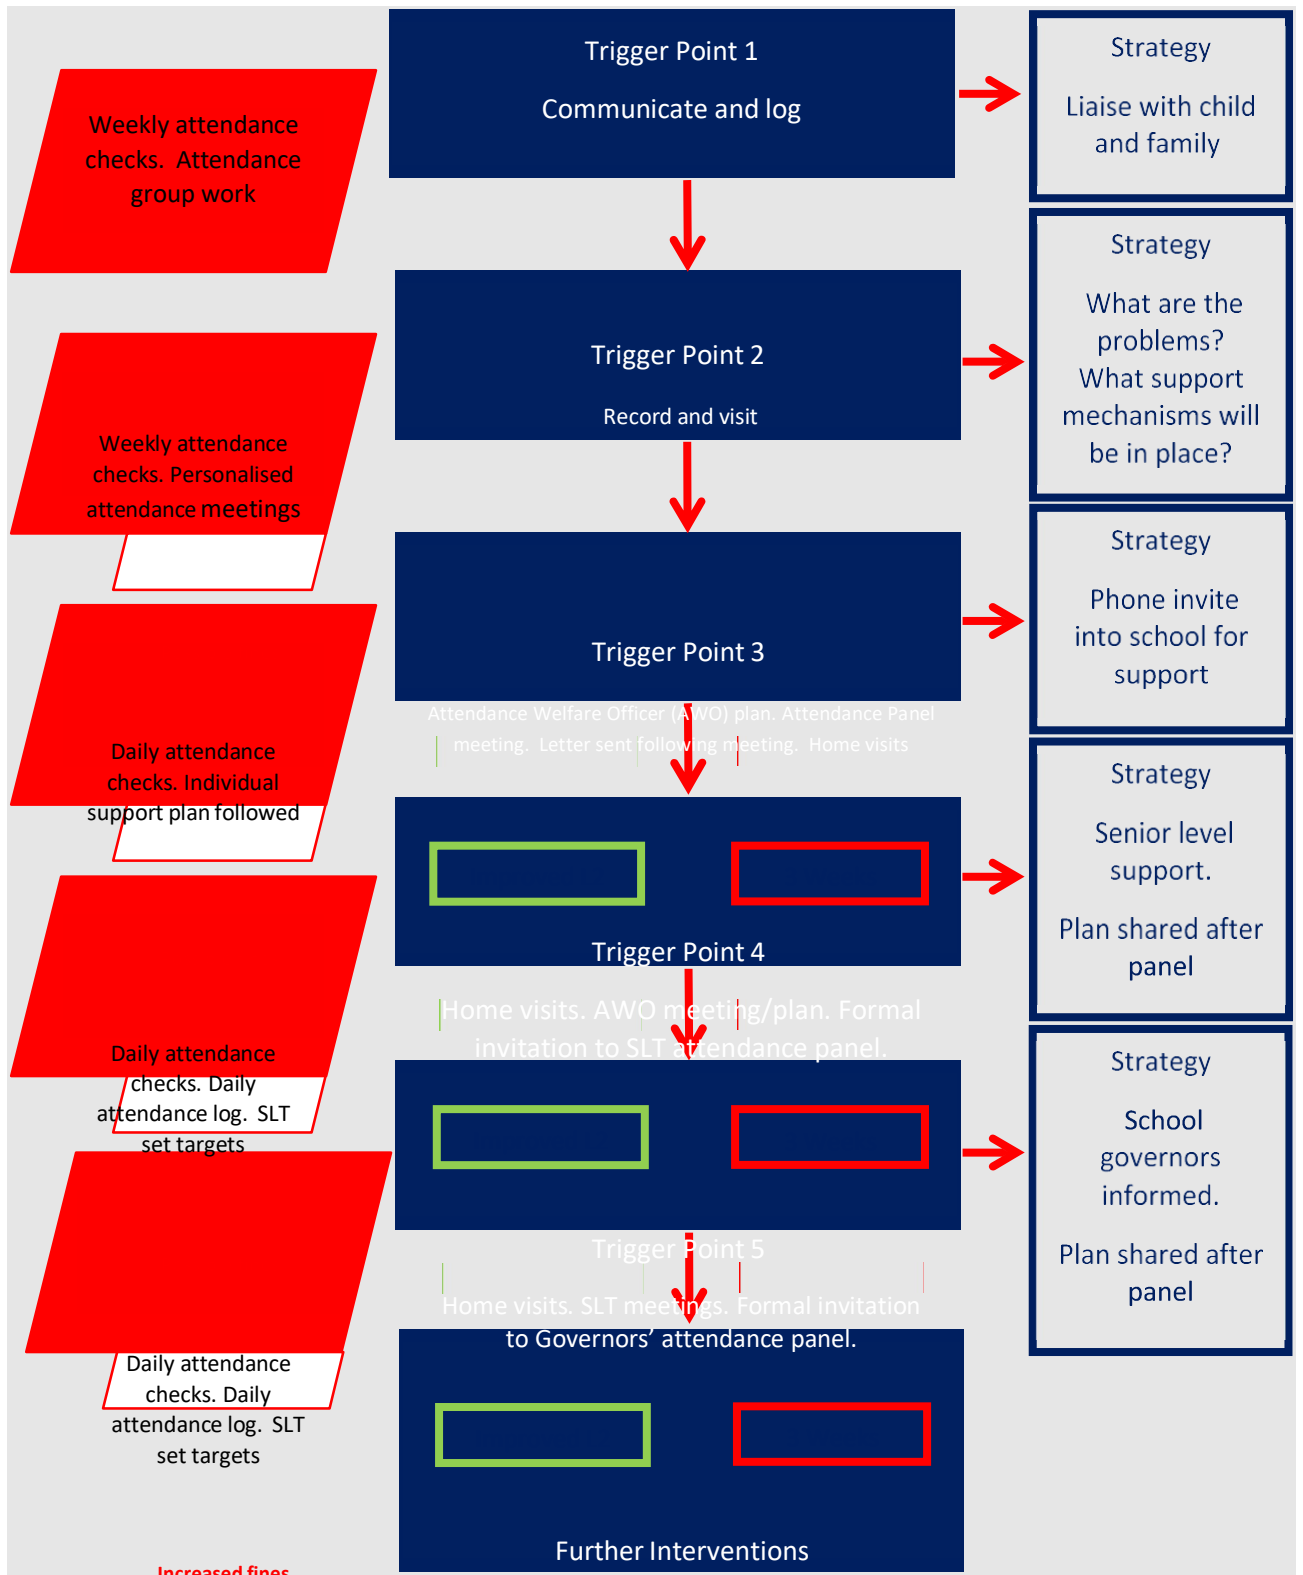 Trigger Point 1
Communicate and log
Strategy
Liaise with child
and family
Weekly attendance
checks.  Attendance
group work
Trigger Point 2
Record and visit
Strategy
What are the
problems?
What support
mechanisms will
be in place?
Weekly attendance
checks. Personalised
attendance meetings
Trigger Point 3
Attendance Welfare Officer (AWO) plan. Attendance Panel
meeting.  Letter sent following meeting.  Home visits
Strategy
Phone invite
into school for
support
Daily attendance
checks. Individual
support plan followed
Trigger Point 4
Home visits. AWO meeting/plan. Formal
invitation to SLT attendance panel.
Strategy
Senior level
support.
Plan shared after
panel
Daily attendance
checks. Daily
attendance log.  SLT
set targets
Trigger Point 5
Home visits. SLT meetings. Formal invitation
to Governors’ attendance panel.
Strategy
School
governors
informed.
Plan shared after
panel
Daily attendance
checks. Daily
attendance log.  SLT
set targets
Further Interventions
Increased fines